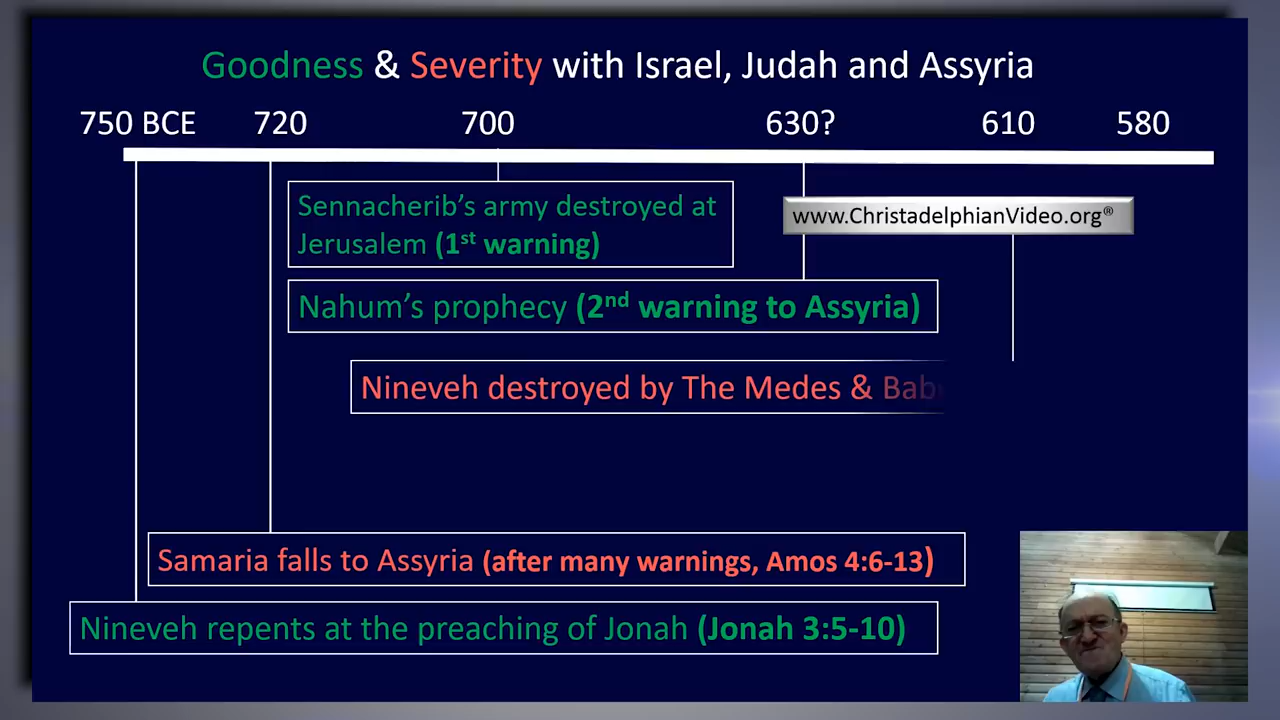 Goodness & Severity with Israel, Judah and Assyria
750 BCE 720 700 630? 610 580
Sennacherib’s army destroyed at
Jerusalem (1st warning)
www.ChristadelphianVideo.org®
Nahum’s prophecy (2nd warning to Assyria)
Nineveh destroyed by The Medes & Bab
Samaria falls to Assyria (after many warnings, Amos 4:6-13)
Nineveh repents at the preaching of Jonah (Jonah 3:5-10)